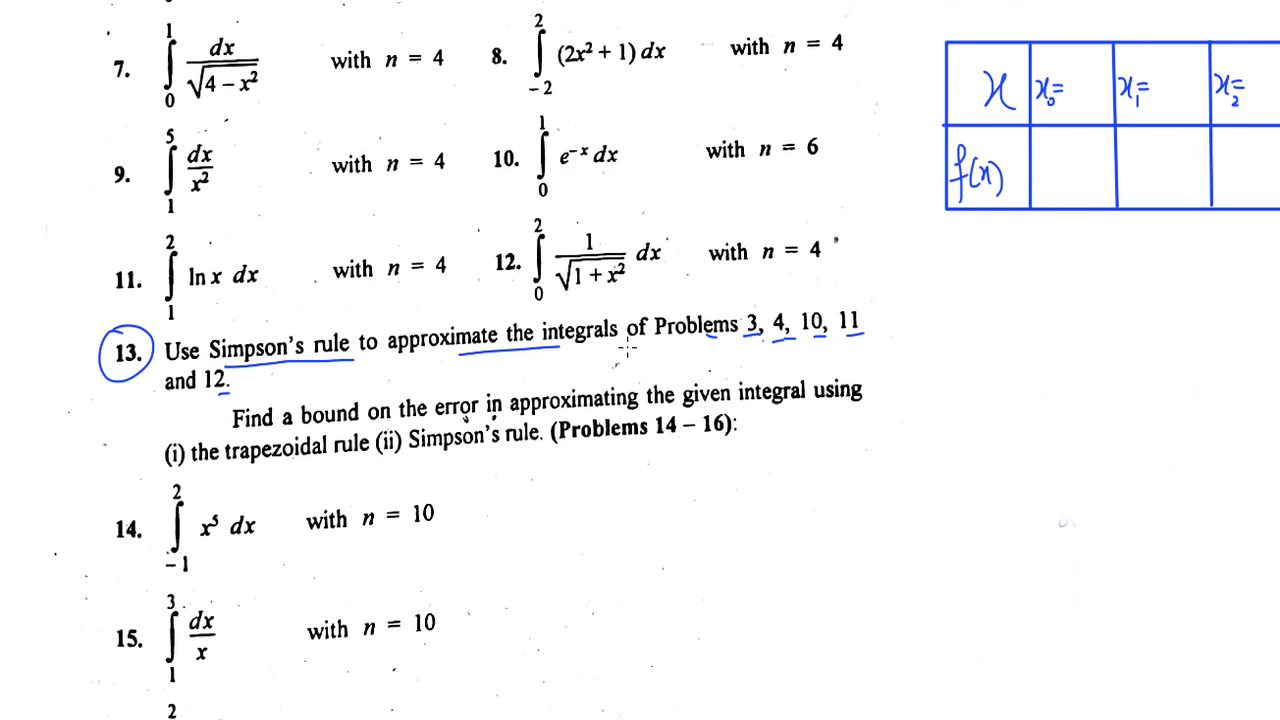 7. ∫₀¹ dx/√(4 − x²) with n = 4 8. ∫₋₂² (2x² + 1) dx with n = 4
9. ∫₁⁵ dx/x² with n = 4 10. ∫₀¹ e⁻ˣ dx with n = 6
11. ∫₁² ln x dx with n = 4 12. ∫₀² 1/√(1 + x²) dx with n = 4
13. Use Simpson's rule to approximate the integrals of Problems 3, 4, 10, 11
and 12.
Find a bound on the error in approximating the given integral using
(i) the trapezoidal rule (ii) Simpson's rule. (Problems 14 – 16):
14. ∫₋₁² x⁵ dx with n = 10
15. ∫₁³ dx/x with n = 10
2
x x₀= x₁= x₂=
f(x)